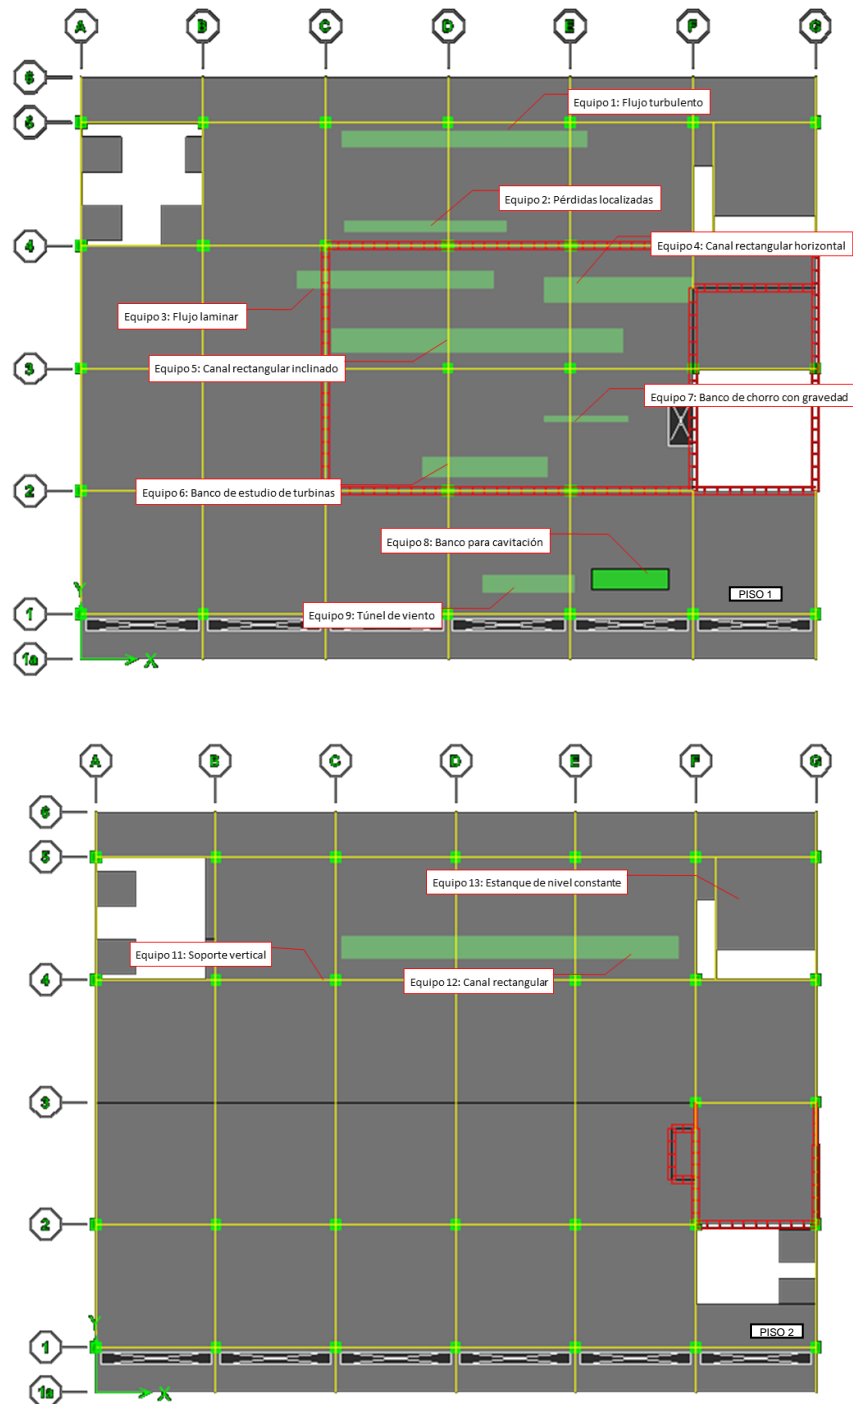 A B C D E F G
6
Equipo 1: Flujo turbulento
5
Equipo 2: Pérdidas localizadas
4
Equipo 4: Canal rectangular horizontal
Equipo 3: Flujo laminar
3
Equipo 5: Canal rectangular inclinado
Equipo 7: Banco de chorro con gravedad
2
Equipo 6: Banco de estudio de turbinas
Equipo 8: Banco para cavitación
Y
PISO 1
1
Equipo 9: Túnel de viento
1a
X
A B C D E F G
6
5
Equipo 13: Estanque de nivel constante
Equipo 11: Soporte vertical
4
Equipo 12: Canal rectangular
3
2
Y
PISO 2
1
1a
X